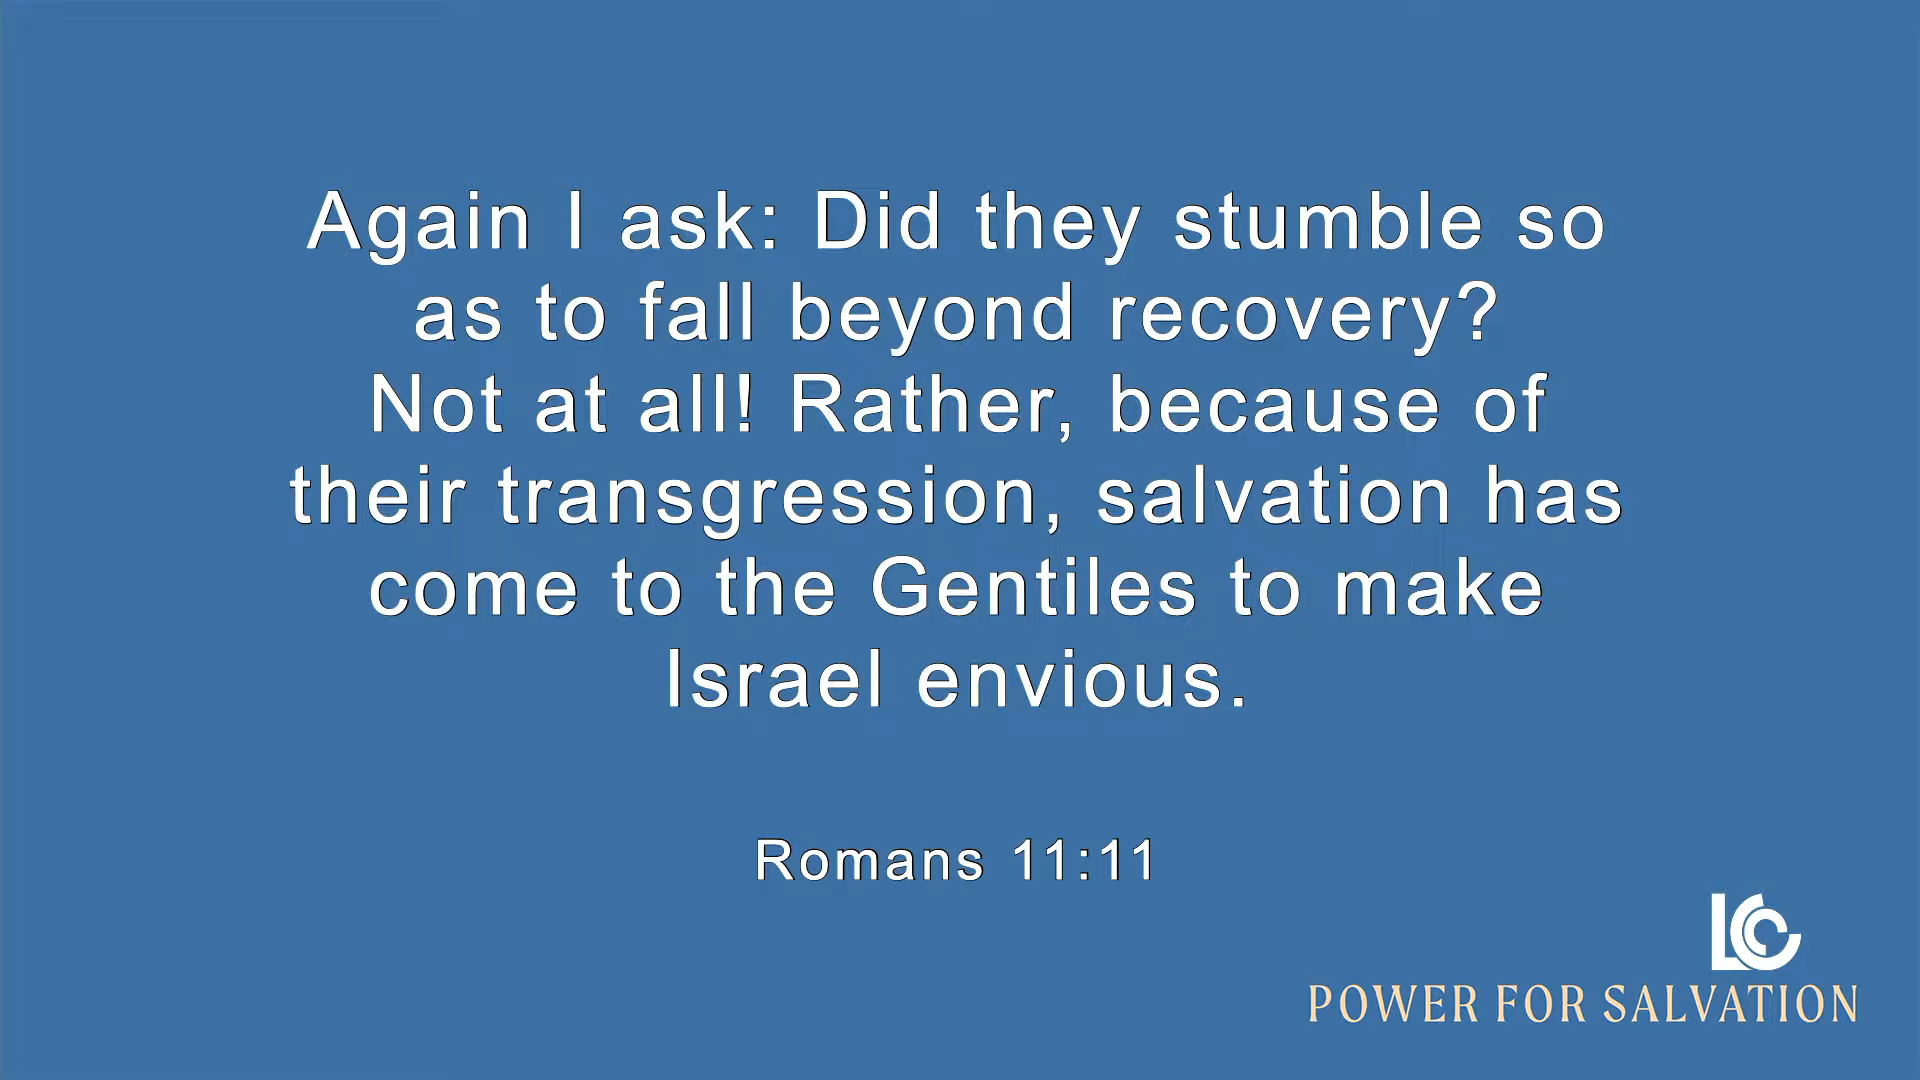 Again I ask: Did they stumble so
as to fall beyond recovery?
Not at all! Rather, because of
their transgression, salvation has
come to the Gentiles to make
Israel envious.
Romans 11:11
LCC
POWER FOR SALVATION